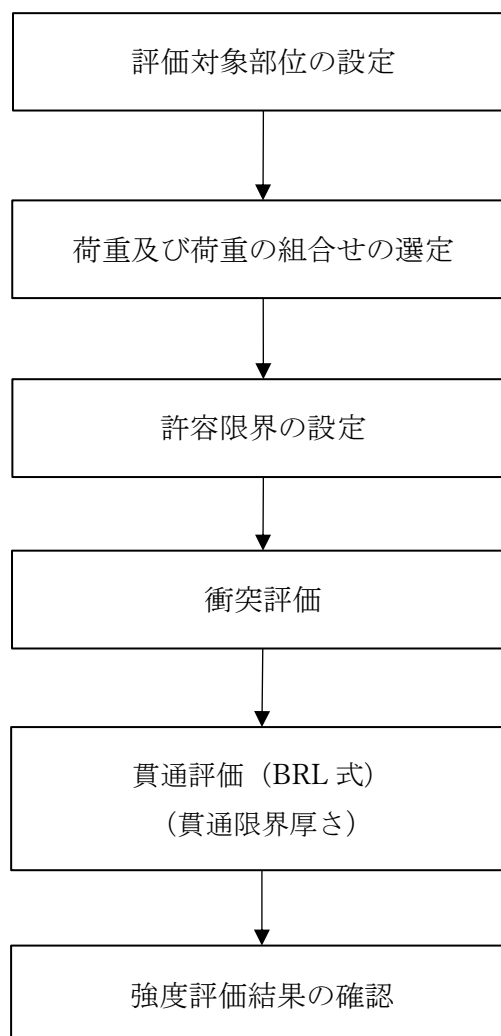 評価対象部位の設定
荷重及び荷重の組合せの選定
許容限界の設定
衝突評価
貫通評価（BRL 式）
（貫通限界厚さ）
強度評価結果の確認